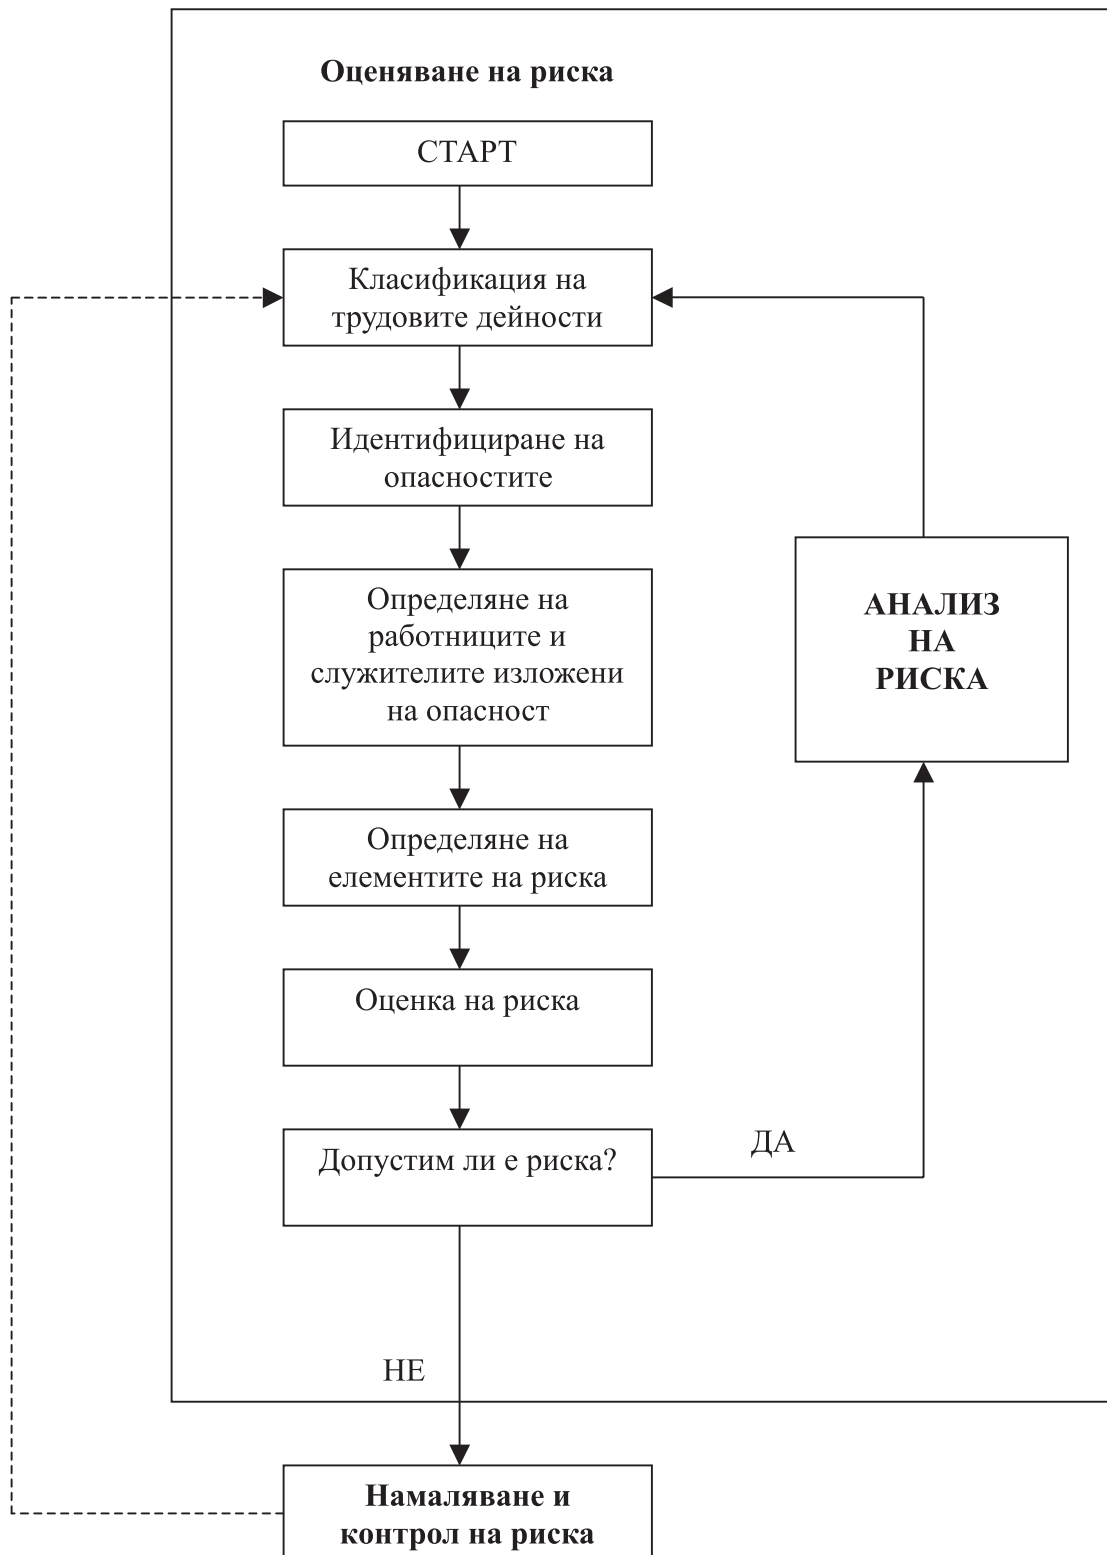 Оценяване на риска
СТАРТ
Класификация на
трудовите дейности
Идентифициране на
опасностите
Определяне на
работниците и
служителите изложени
на опасност
АНАЛИЗ
НА
РИСКА
Определяне на
елементите на риска
Оценка на риска
Допустим ли е риска?
ДА
НЕ
Намаляване и
контрол на риска